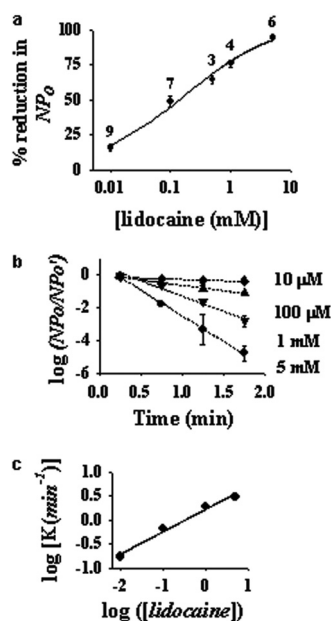 a
% reduction in NPo
100
75
50
25
0
9
7
3
4
6
0.01
0.1
1
10
[lidocaine (mM)]
b
log (NPo/NPo')
0
-2
-4
-6
10 µM
100 µM
1 mM
5 mM
0.0
0.5
1.0
1.5
2.0
Time (min)
c
log [K(min⁻¹)
1.0
0.5
0.0
-0.5
-1.0
-2
-1
0
1
log ([lidocaine])